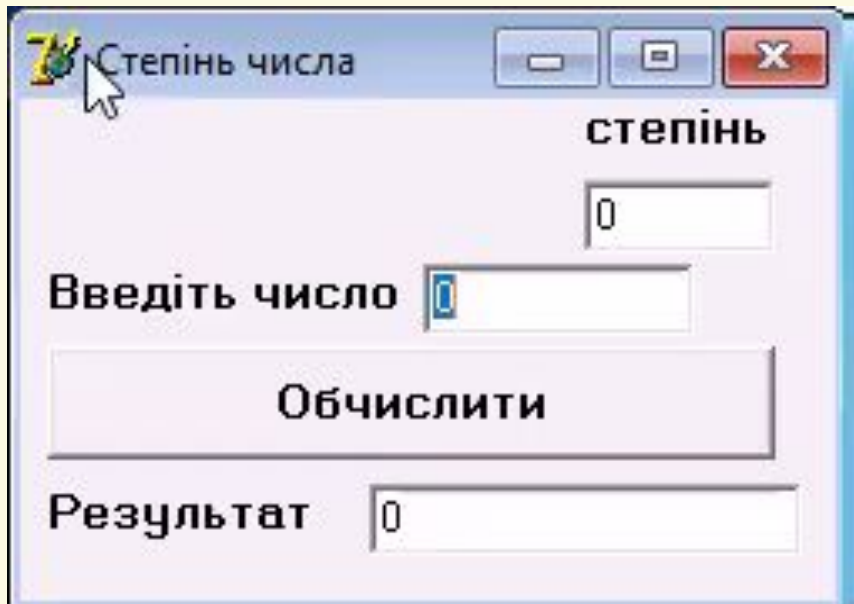 Степінь числа
степінь
0
Введіть число 0
Обчислити
Результат 0